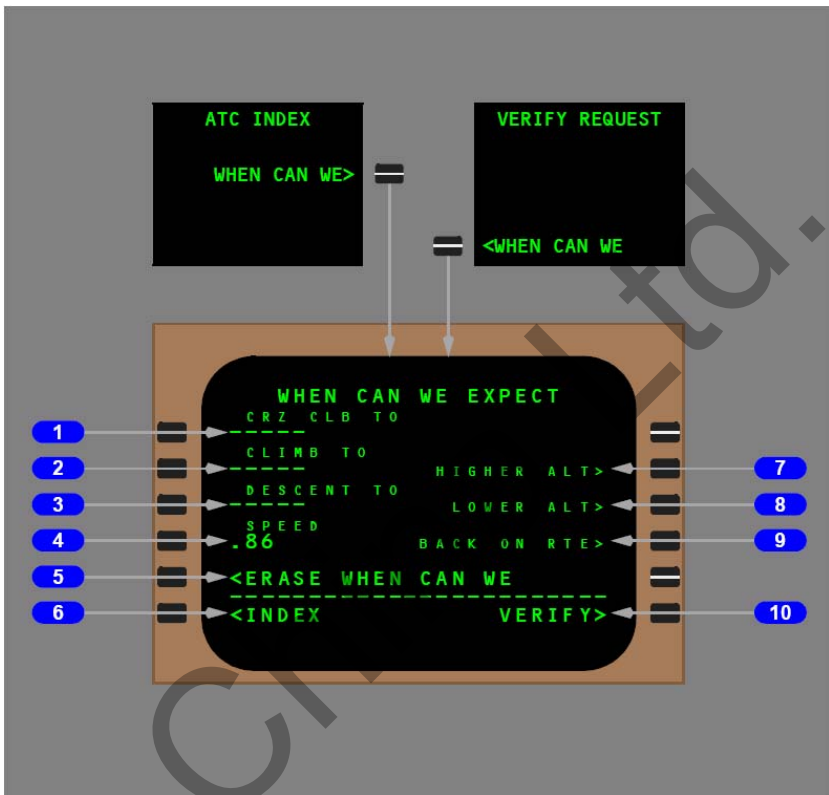 ATC INDEX
WHEN CAN WE>
VERIFY REQUEST
<WHEN CAN WE
WHEN CAN WE EXPECT
CRZ CLB TO
-----
CLIMB TO
-----
HIGHER ALT>
DESCENT TO
-----
LOWER ALT>
SPEED
.86
BACK ON RTE>
<ERASE WHEN CAN WE
------------------------
<INDEX VERIFY>
1
2
3
4
5
6
7
8
9
10
Ltd.